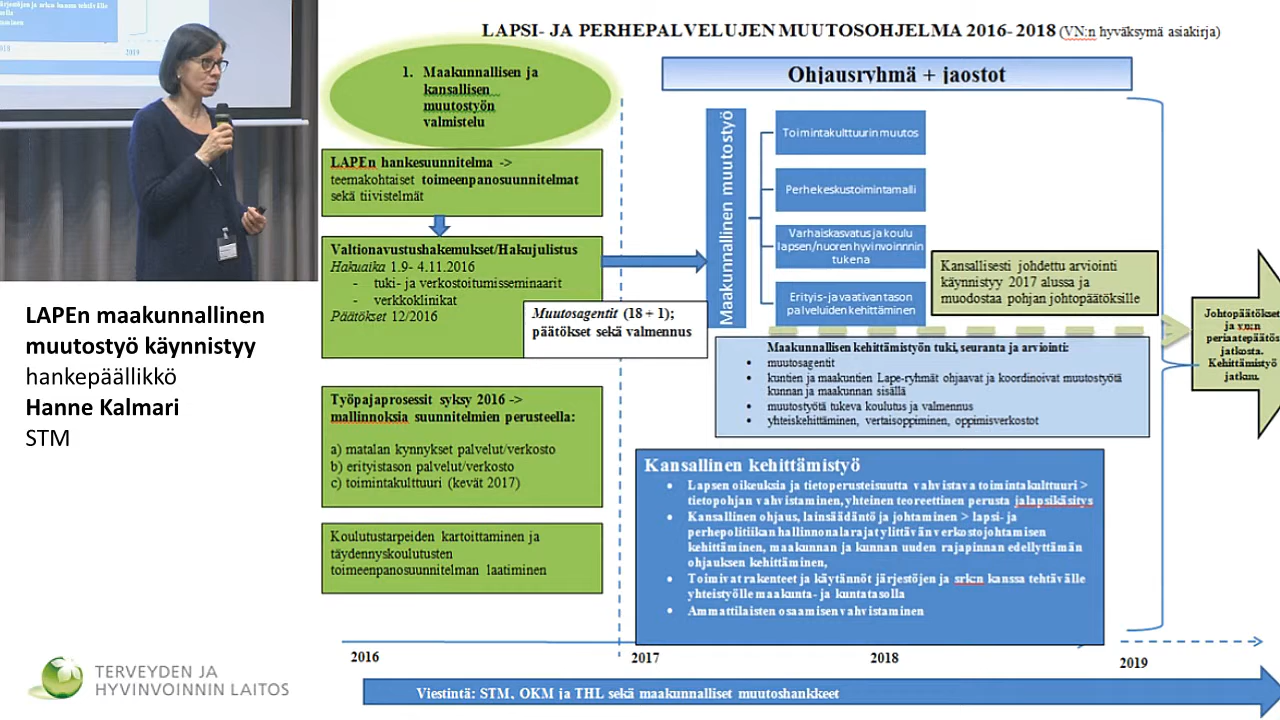 LAPSI- JA PERHEPALVELUJEN MUUTOSOHJELMA 2016- 2018 (VN:n hyväksymä asiakirja)
1. Maakunnallisen ja
kansallisen
muutostyön
valmistelu
LAPEn hankesuunnitelma ->
teemakohtaiset toimeenpanosuunnitelmat
sekä tiivistelmät
Valtionavustushakemukset/Hakujulistus
Hakuaika 1.9- 4.11.2016
- tuki- ja verkostoitumisseminaarit
- verkkoklinikat
Päätökset 12/2016
Muutosagentit (18 + 1);
päätökset sekä valmennus
Työpajaprosessit syksy 2016 ->
mallinnoksia suunnitelmien perusteella:
a) matalan kynnykset palvelut/verkosto
b) erityistason palvelut/verkosto
c) toimintakulttuuri (kevät 2017)
Koulutustarpeiden kartoittaminen ja
täydennyskoulutusten
toimeenpanosuunnitelman laatiminen
Ohjausryhmä + jaostot
Maakunnallinen muutostyö
Toimintakulttuurin muutos
Perhekeskustoimintamalli
Varhaiskasvatus ja koulu
lapsen/nuoren hyvinvoinnnin
tukena
Erityis- ja vaativan tason
palveluiden kehittäminen
Kansallisesti johdettu arviointi
käynnistyy 2017 alussa ja
muodostaa pohjan johtopäätöksille
Johtopäätökset
ja vn:n
periaatepäätös
jatkosta.
Kehittämistyö
jatkuu.
Maakunnallisen kehittämistyön tuki, seuranta ja arviointi:
• muutosagentit
• kuntien ja maakuntien Lape-ryhmät ohjaavat ja koordinoivat muutostyötä
kunnan ja maakunnan sisällä
• muutostyötä tukeva koulutus ja valmennus
• yhteiskehittäminen, vertaisoppiminen, oppimisverkostot
Kansallinen kehittämistyö
• Lapsen oikeuksia ja tietoperusteisuutta vahvistava toimintakulttuuri >
tietopohjan vahvistaminen, yhteinen teoreettinen perusta ja lapsikäsitys
• Kansallinen ohjaus, lainsäädäntö ja johtaminen > lapsi- ja
perhepolitiikan hallinnonalarajat ylittävän verkostojohtamisen
kehittäminen, maakunnan ja kunnan uuden rajapinnan edellyttämän
ohjauksen kehittäminen,
• Toimivat rakenteet ja käytännöt järjestöjen ja srk:n kanssa tehtävälle
yhteistyölle maakunta- ja kuntatasolla
• Ammattilaisten osaamisen vahvistaminen
2016
2017
2018
2019
Viestintä: STM, OKM ja THL sekä maakunnalliset muutoshankkeet
LAPEn maakunnallinen
muutostyö käynnistyy
hankepäällikkö
Hanne Kalmari
STM
TERVEYDEN JA
HYVINVOINNIN LAITOS